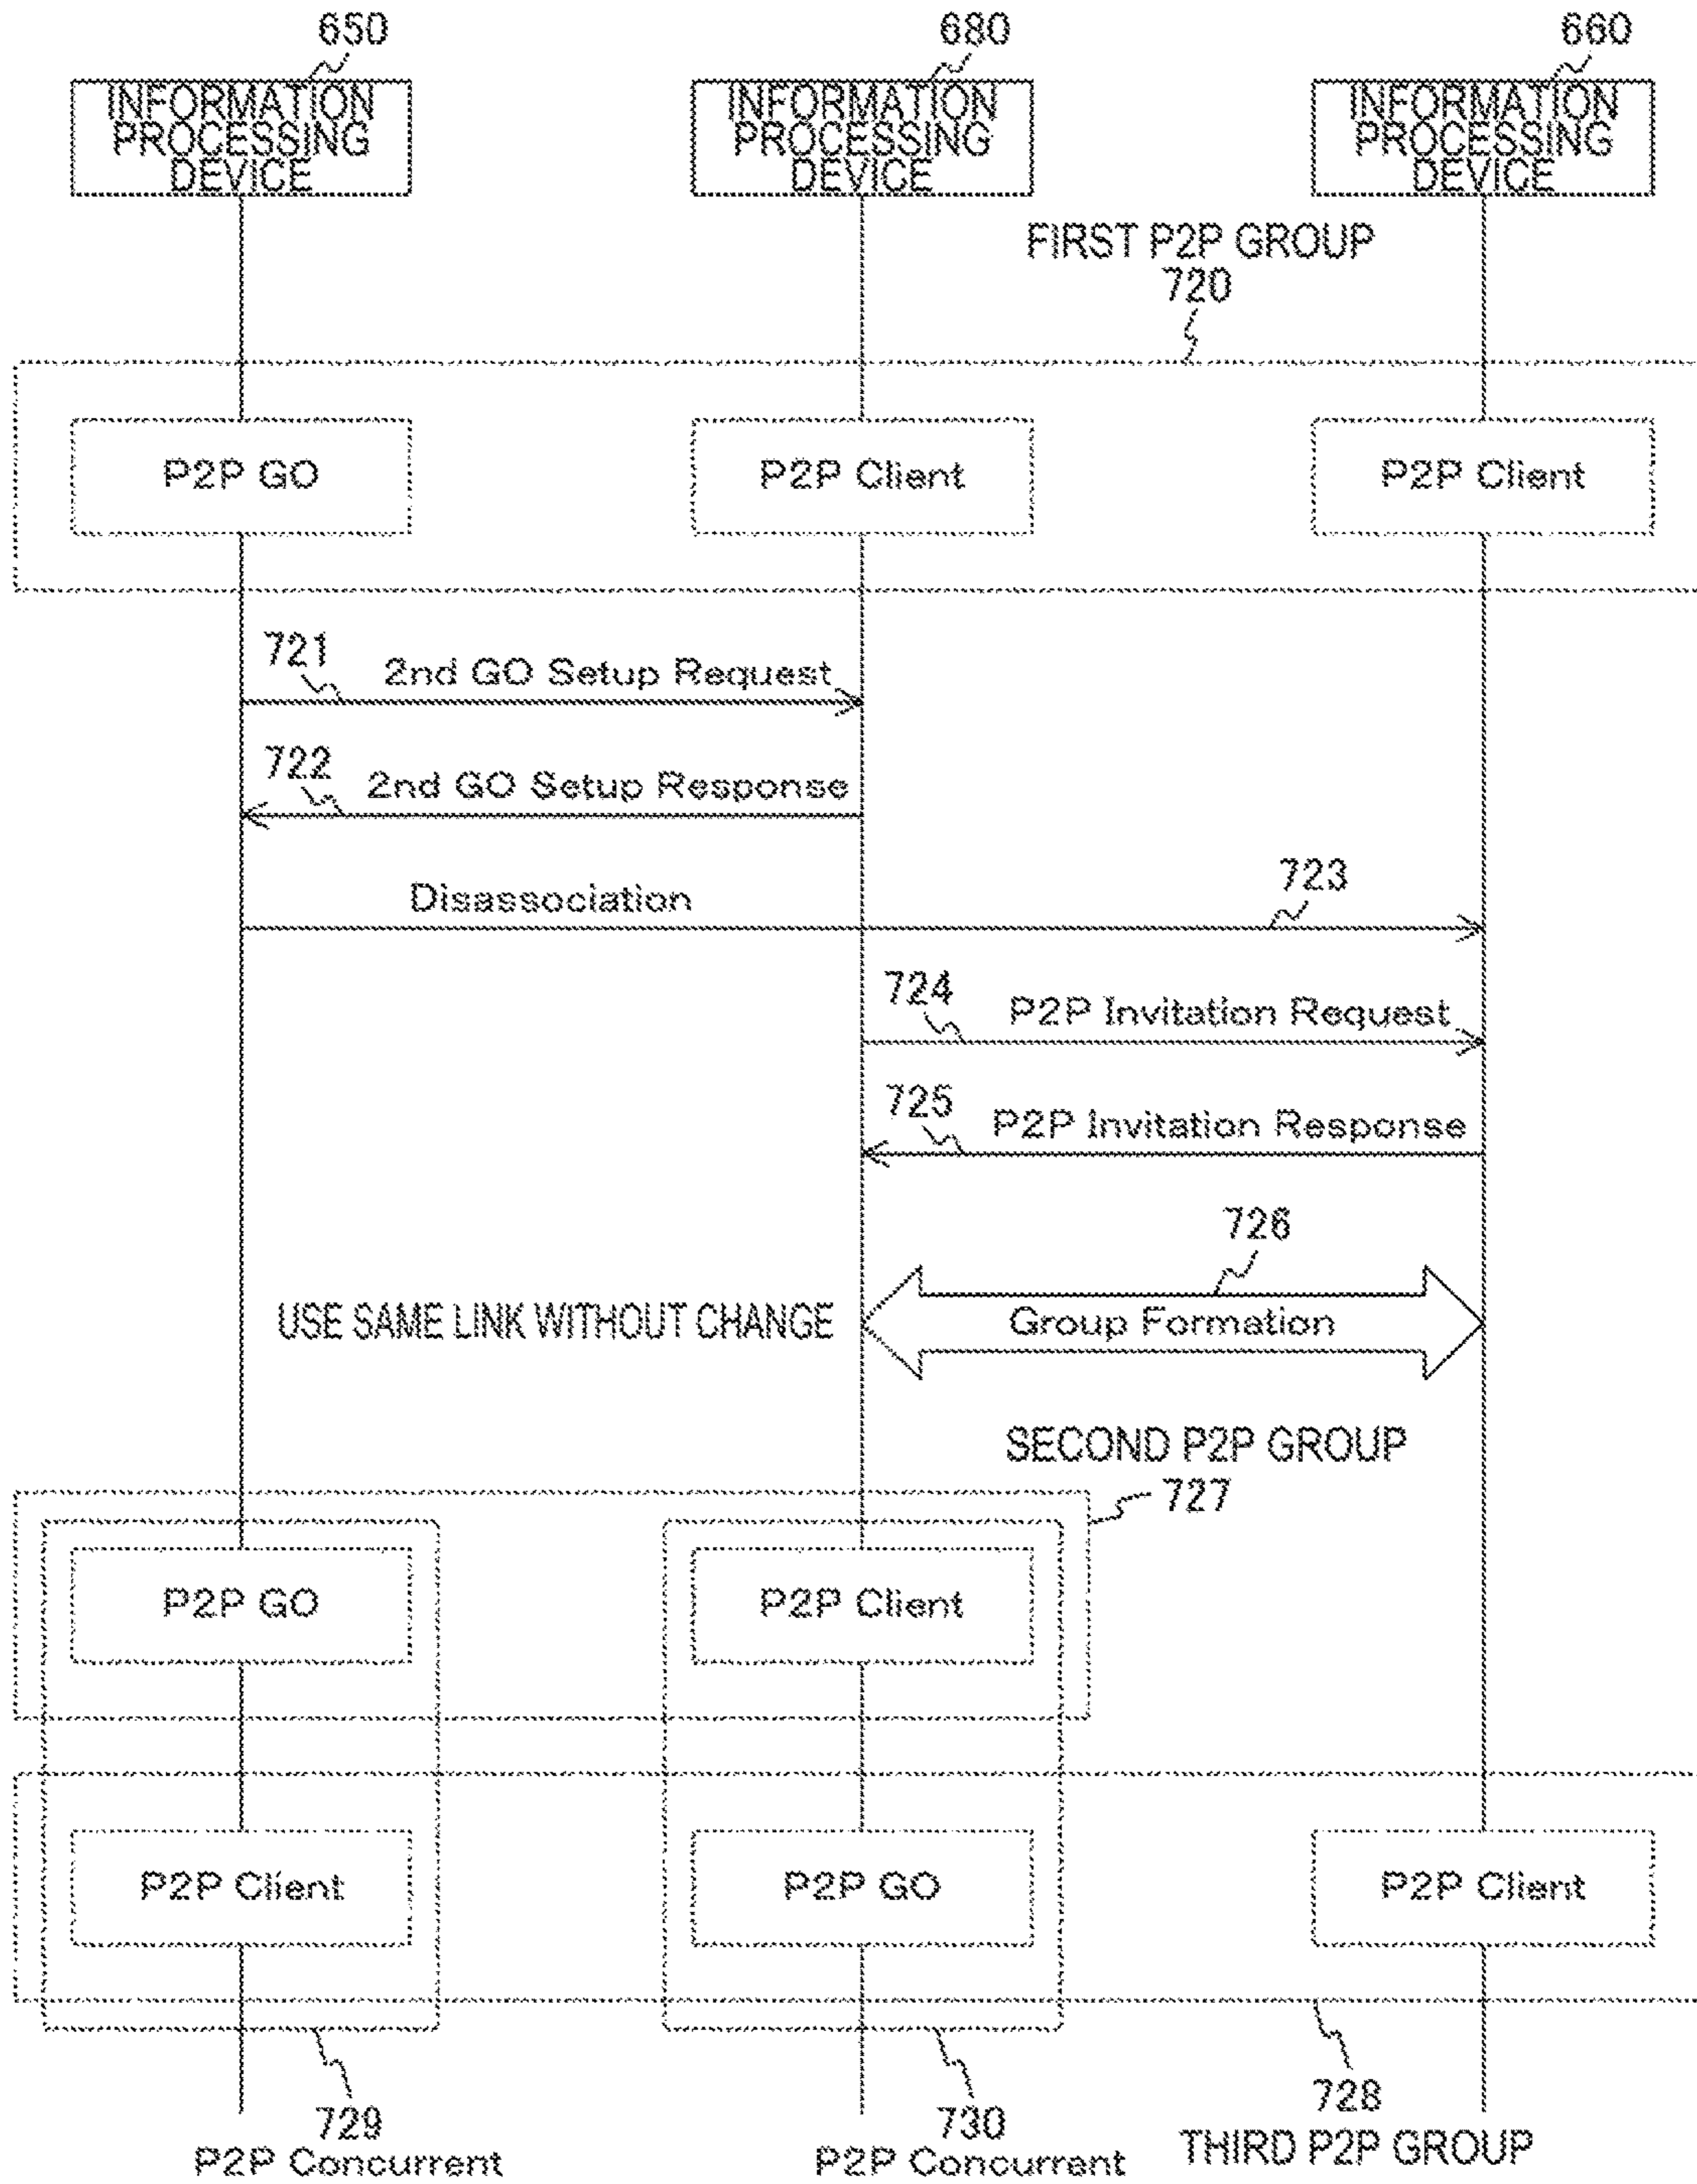 650
680
660
INFORMATION
PROCESSING
DEVICE
INFORMATION
PROCESSING
DEVICE
INFORMATION
PROCESSING
DEVICE
FIRST P2P GROUP
720
P2P GO
P2P Client
P2P Client
721
2nd GO Setup Request
722
2nd GO Setup Response
Disassociation
723
724
P2P Invitation Request
725
P2P Invitation Response
726
USE SAME LINK WITHOUT CHANGE
Group Formation
SECOND P2P GROUP
727
P2P GO
P2P Client
P2P Client
P2P GO
P2P Client
729
P2P Concurrent
730
P2P Concurrent
728
THIRD P2P GROUP